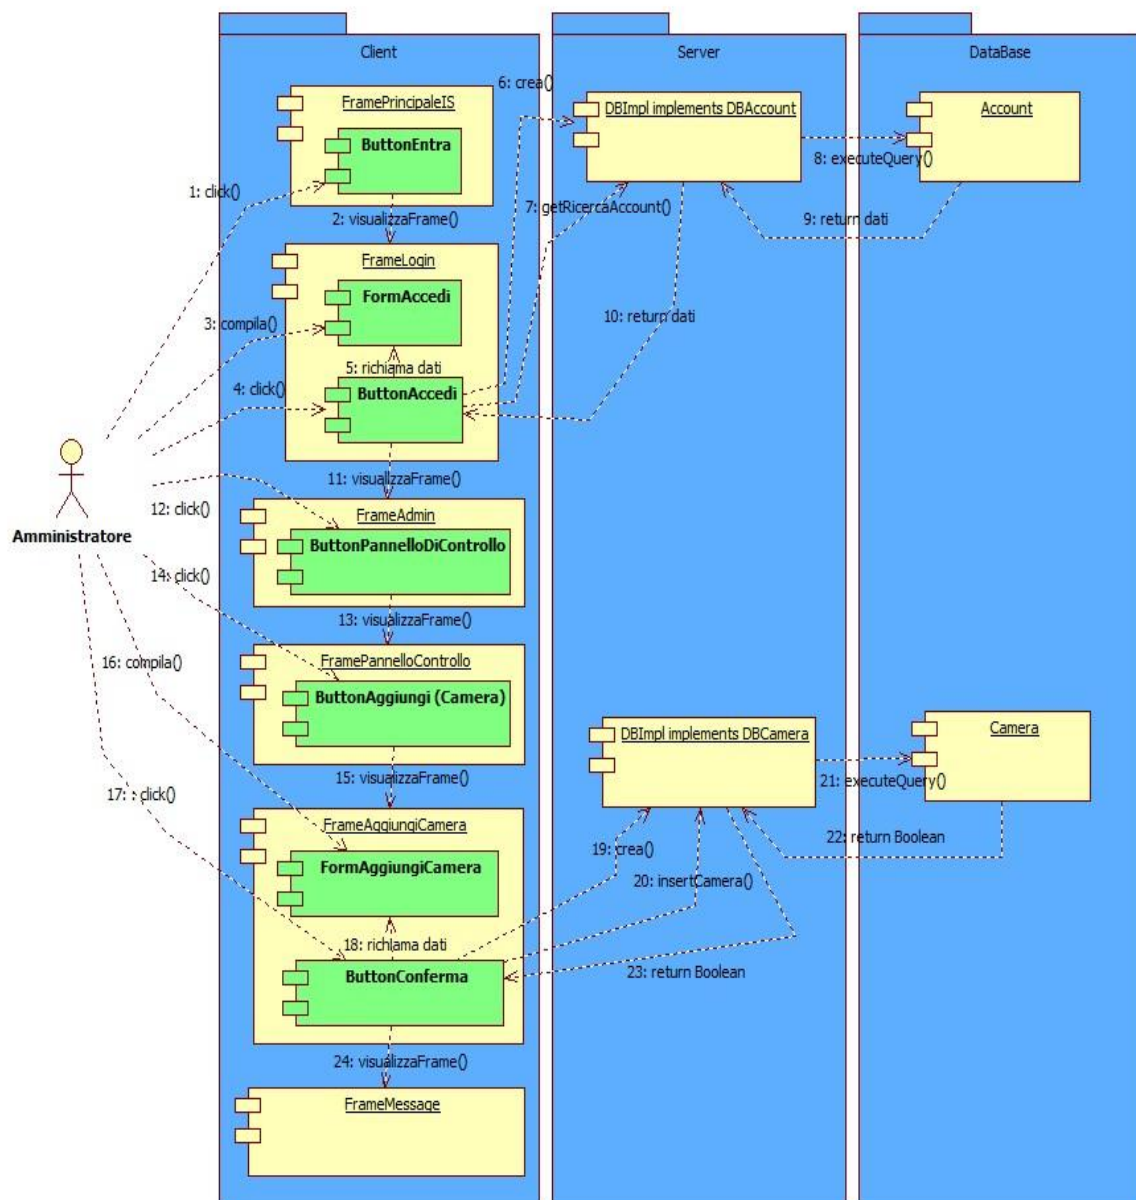 Client
Server
DataBase
6: crea()
FramePrincipaleIS
DBImpl implements DBAccount
Account
ButtonEntra
8: executeQuery()
1: click()
7: getRicercaAccount()
2: visualizzaFrame()
9: return dati
FrameLogin
FormAccedi
3: compila()
10: return dati
5: richiama dati
4: click()
ButtonAccedi
11: visualizzaFrame()
12: click()
FrameAdmin
Amministratore
ButtonPannelloDiControllo
14: click()
13: visualizzaFrame()
16: compila()
FramePannelloControllo
ButtonAggiungi (Camera)
DBImpl implements DBCamera
Camera
15: visualizzaFrame()
21: executeQuery()
17: : click()
FrameAggiungiCamera
22: return Boolean
19: crea()
FormAggiungiCamera
20: insertCamera()
18: richiama dati
23: return Boolean
ButtonConferma
24: visualizzaFrame()
FrameMessage